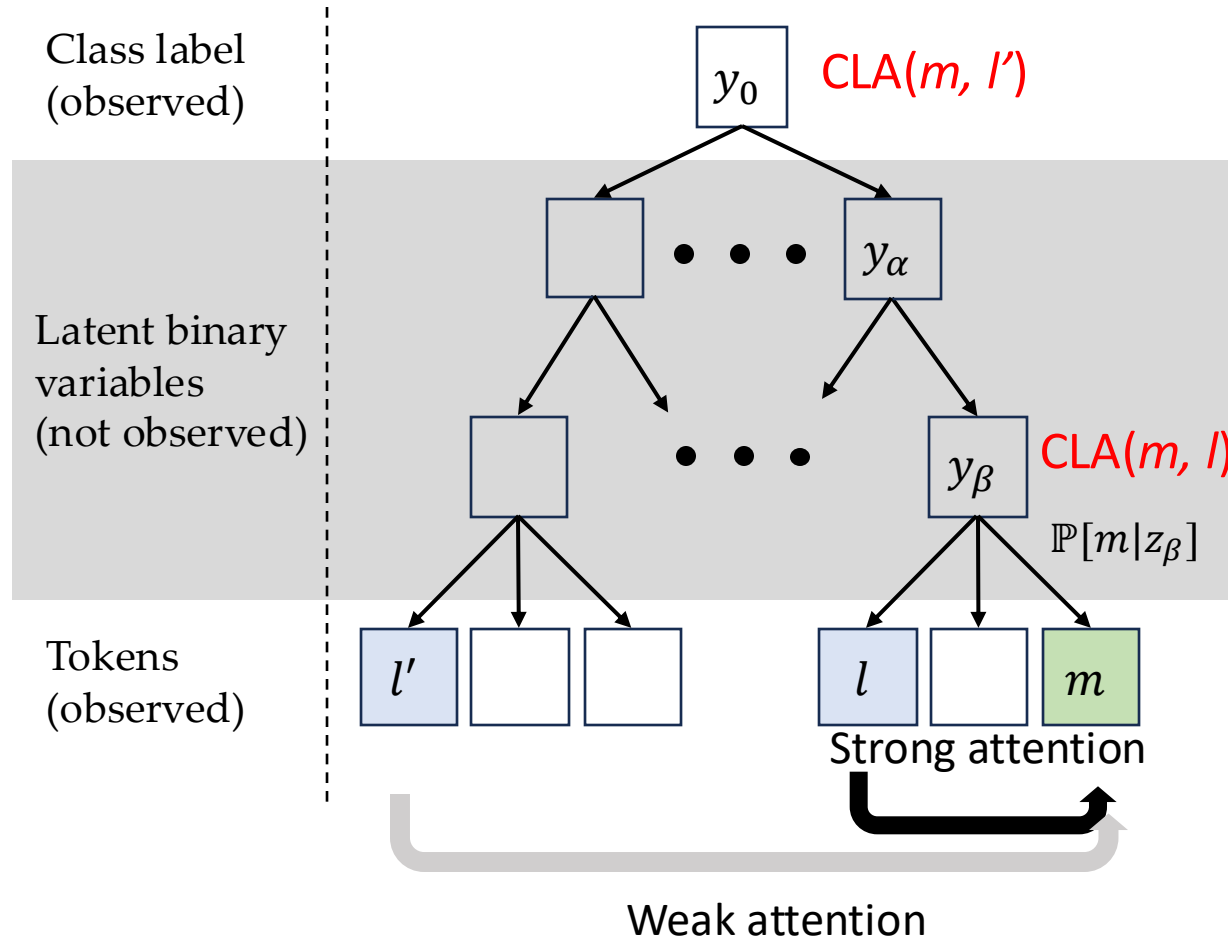 Class label
(observed)
y₀
CLA(m, l’)
yα
Latent binary
variables
(not observed)
yᵦ
CLA(m, l)
ℙ[m|zᵦ]
Tokens
(observed)
l′
l
m
Strong attention
Weak attention